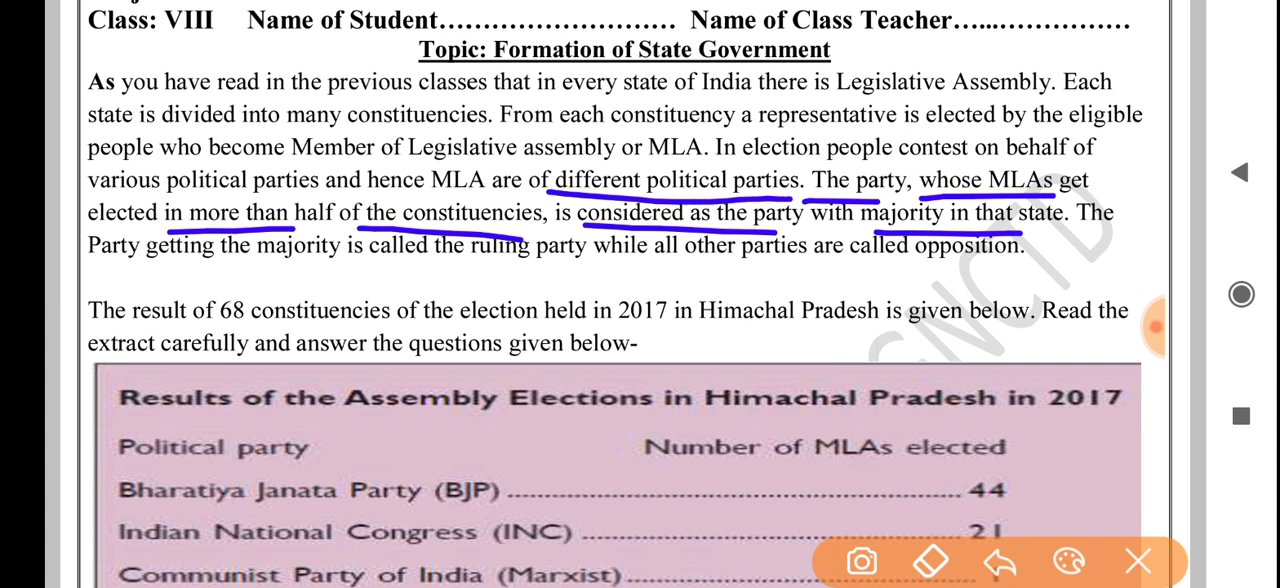 Class: VIII Name of Student………………………. Name of Class Teacher…...……………
Topic: Formation of State Government
As you have read in the previous classes that in every state of India there is Legislative Assembly. Each
state is divided into many constituencies. From each constituency a representative is elected by the eligible
people who become Member of Legislative assembly or MLA. In election people contest on behalf of
various political parties and hence MLA are of different political parties. The party, whose MLAs get
elected in more than half of the constituencies, is considered as the party with majority in that state. The
Party getting the majority is called the ruling party while all other parties are called opposition.
The result of 68 constituencies of the election held in 2017 in Himachal Pradesh is given below. Read the
extract carefully and answer the questions given below-
Results of the Assembly Elections in Himachal Pradesh in 2017
Political party Number of MLAs elected
Bharatiya Janata Party (BJP) ........................ 44
Indian National Congress (INC) ........................ 21
Communist Party of India (Marxist)........................